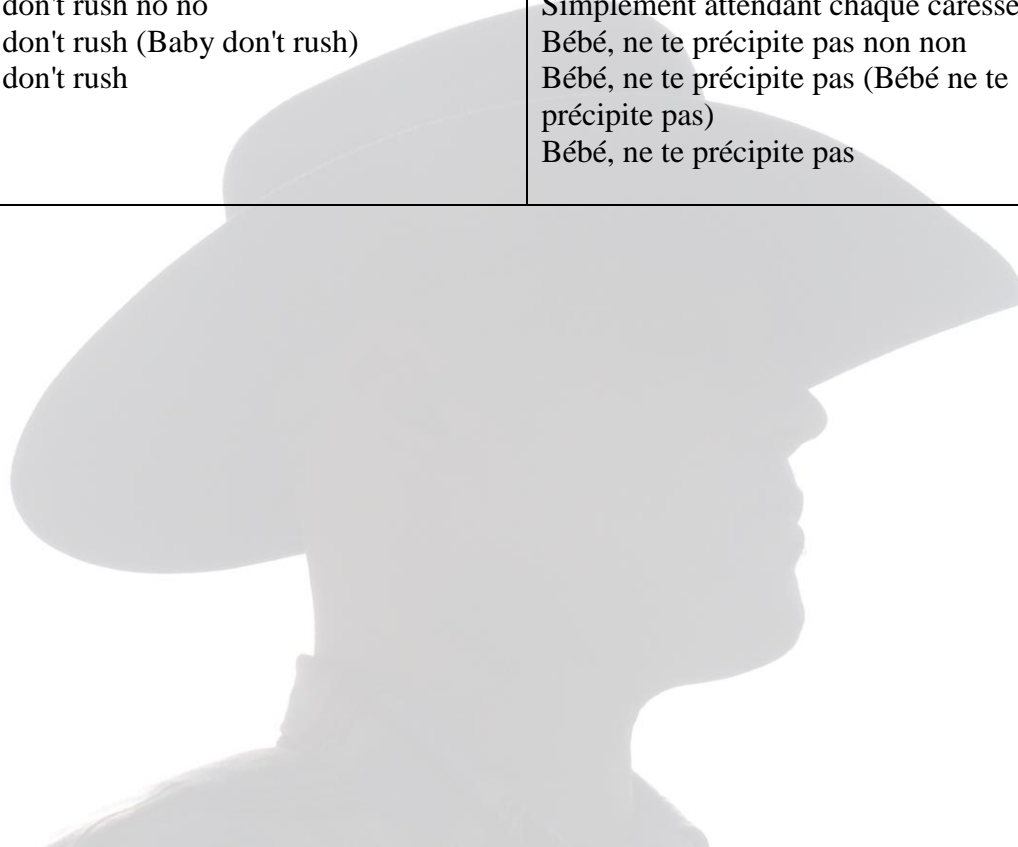 don't rush no no
don't rush (Baby don't rush)
don't rush
Simplement attendant chaque caresse
Bébé, ne te précipite pas non non
Bébé, ne te précipite pas (Bébé ne te
précipite pas)
Bébé, ne te précipite pas